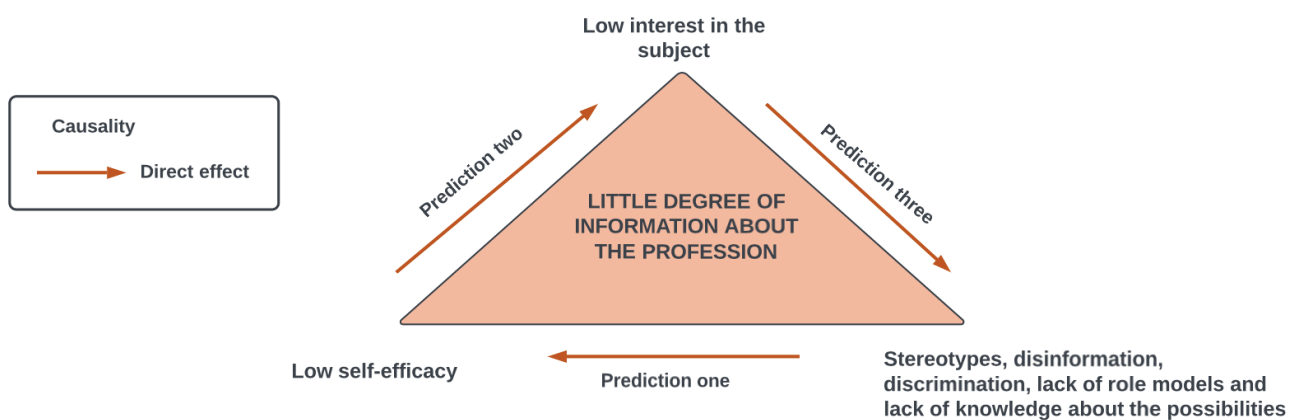 Low interest in the
subject
Causality
Direct effect
Prediction two
Prediction three
LITTLE DEGREE OF
INFORMATION ABOUT
THE PROFESSION
Low self-efficacy
Prediction one
Stereotypes, disinformation,
discrimination, lack of role models and
lack of knowledge about the possibilities